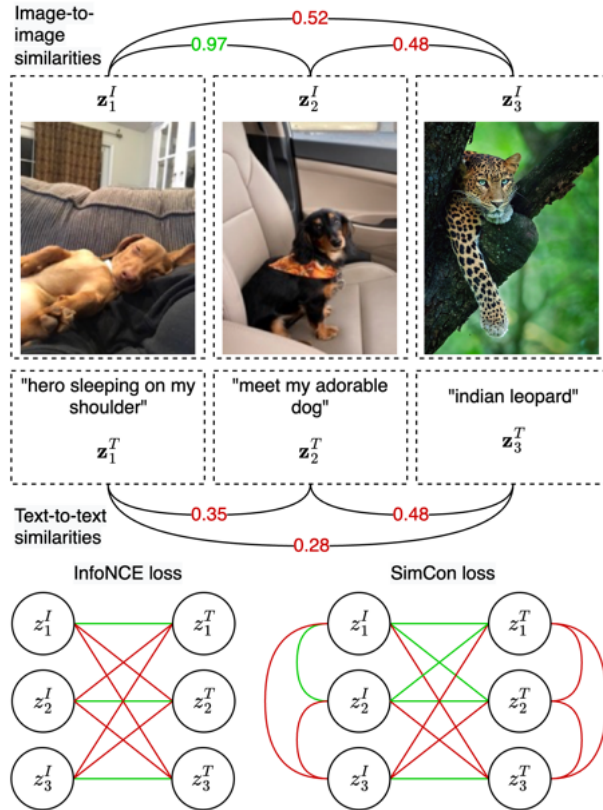 Image-to-image similarities
0.52
0.97
0.48
z_1^I
z_2^I
z_3^I
"hero sleeping on my shoulder"
"meet my adorable dog"
"indian leopard"
z_1^T
z_2^T
z_3^T
Text-to-text similarities
0.35
0.48
0.28
InfoNCE loss
SimCon loss
z_1^I
z_1^T
z_1^I
z_1^T
z_2^I
z_2^T
z_2^I
z_2^T
z_3^I
z_3^T
z_3^I
z_3^T